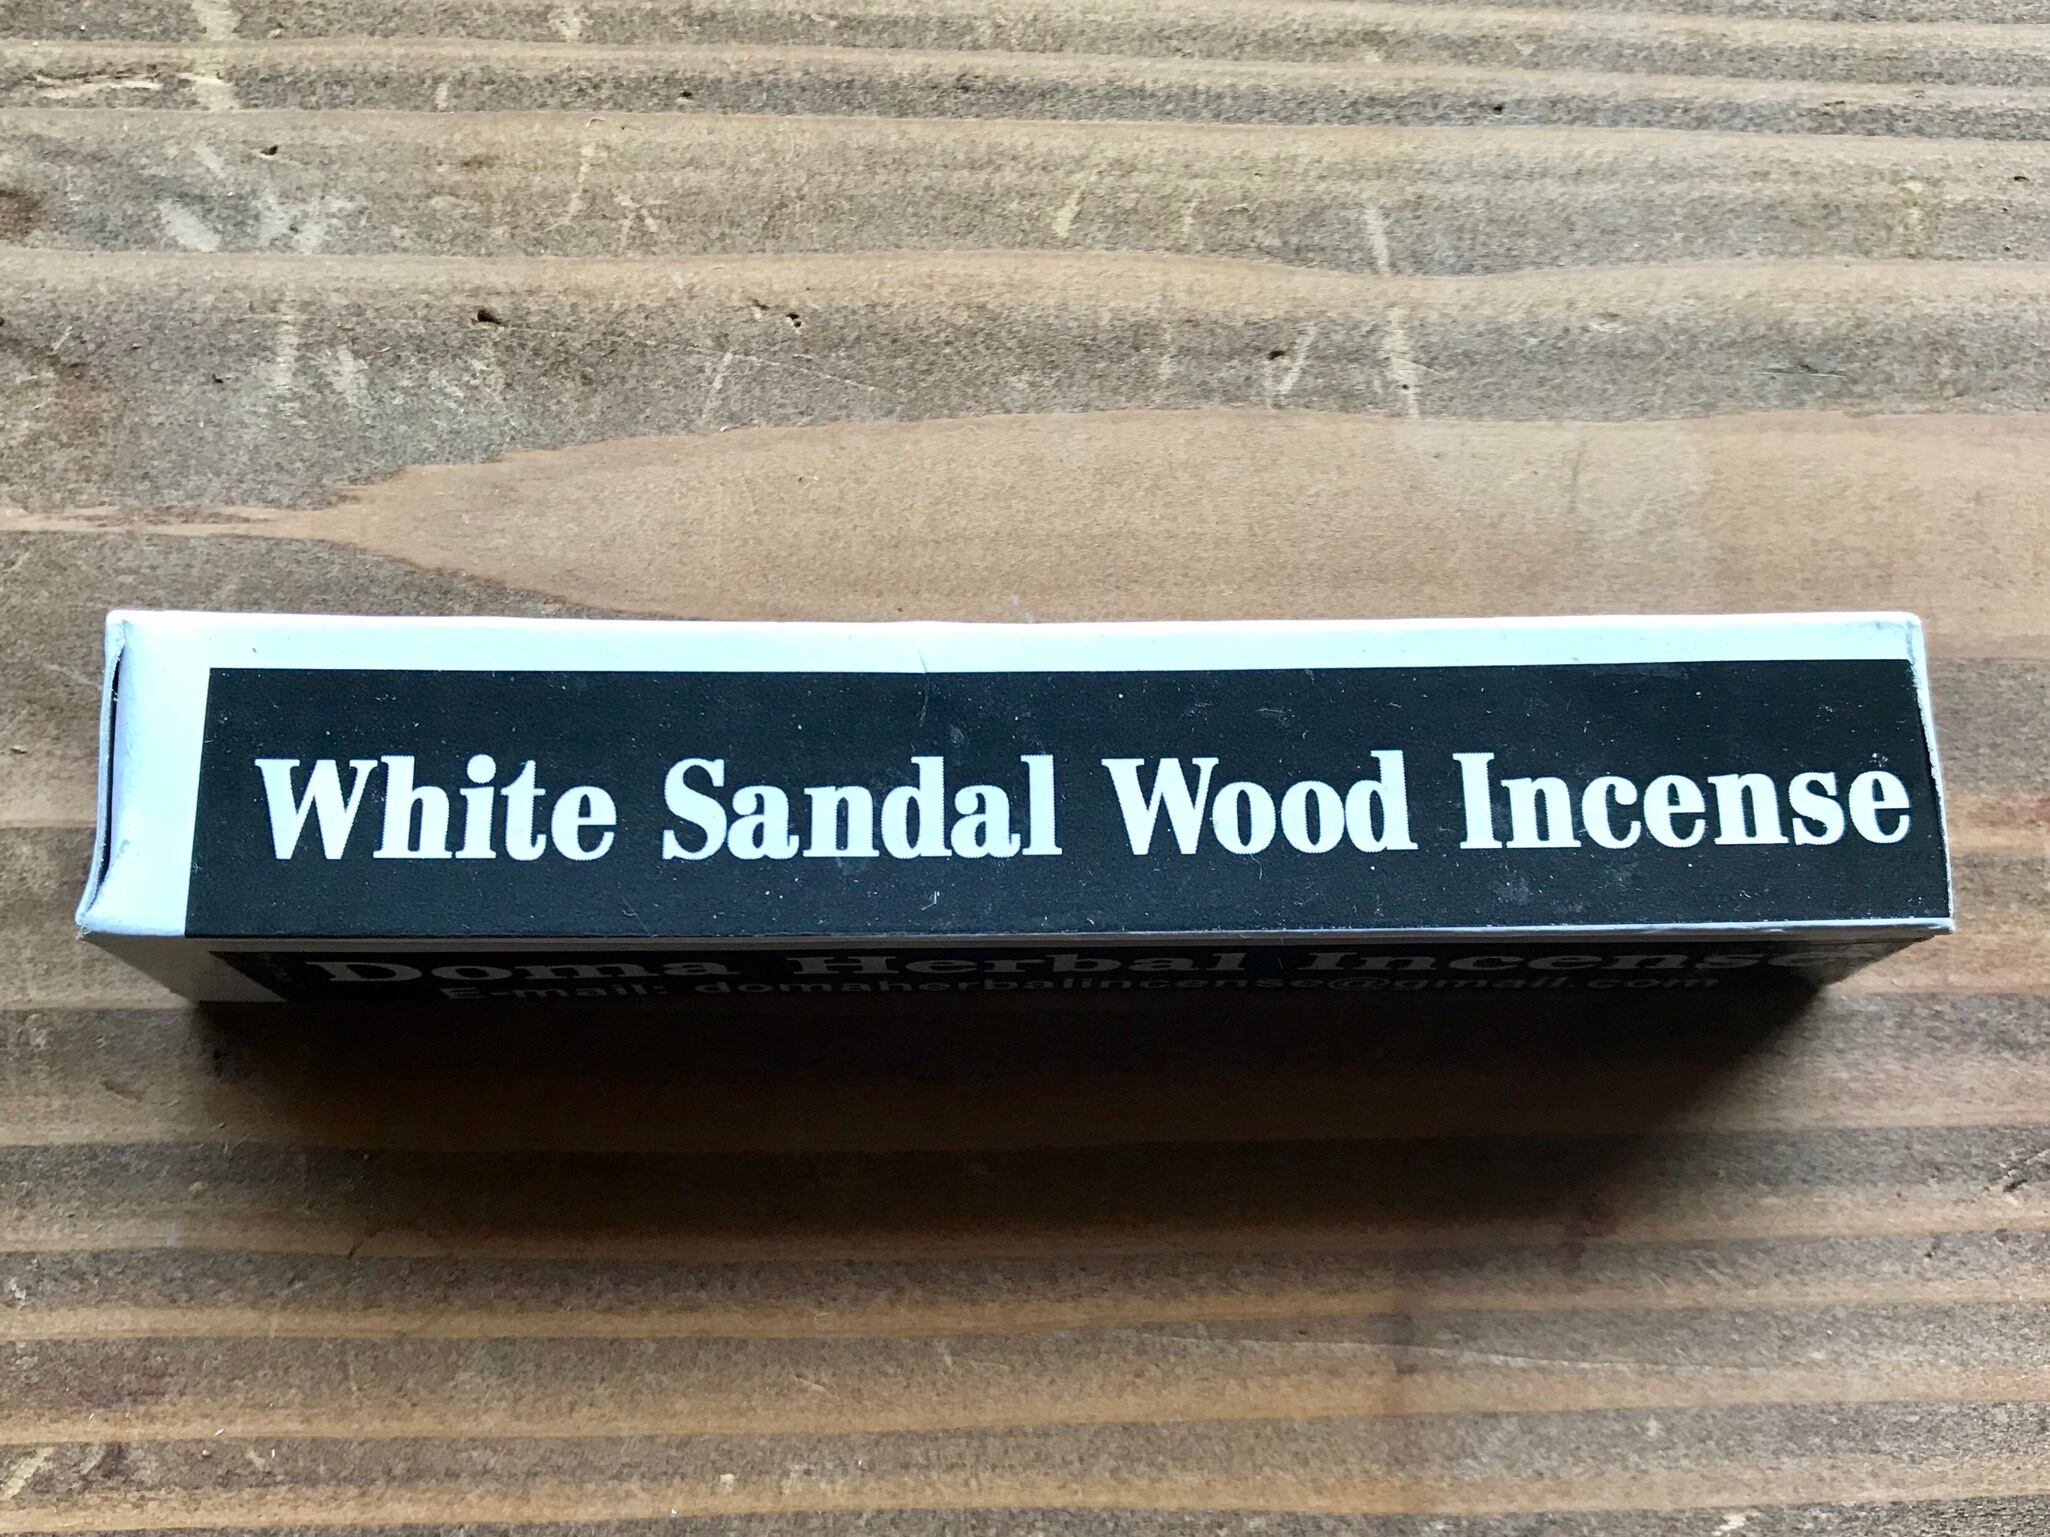 White Sandal Wood Incense
Doma Herbal Incense
E-mail: domaherbalincense@gmail.com